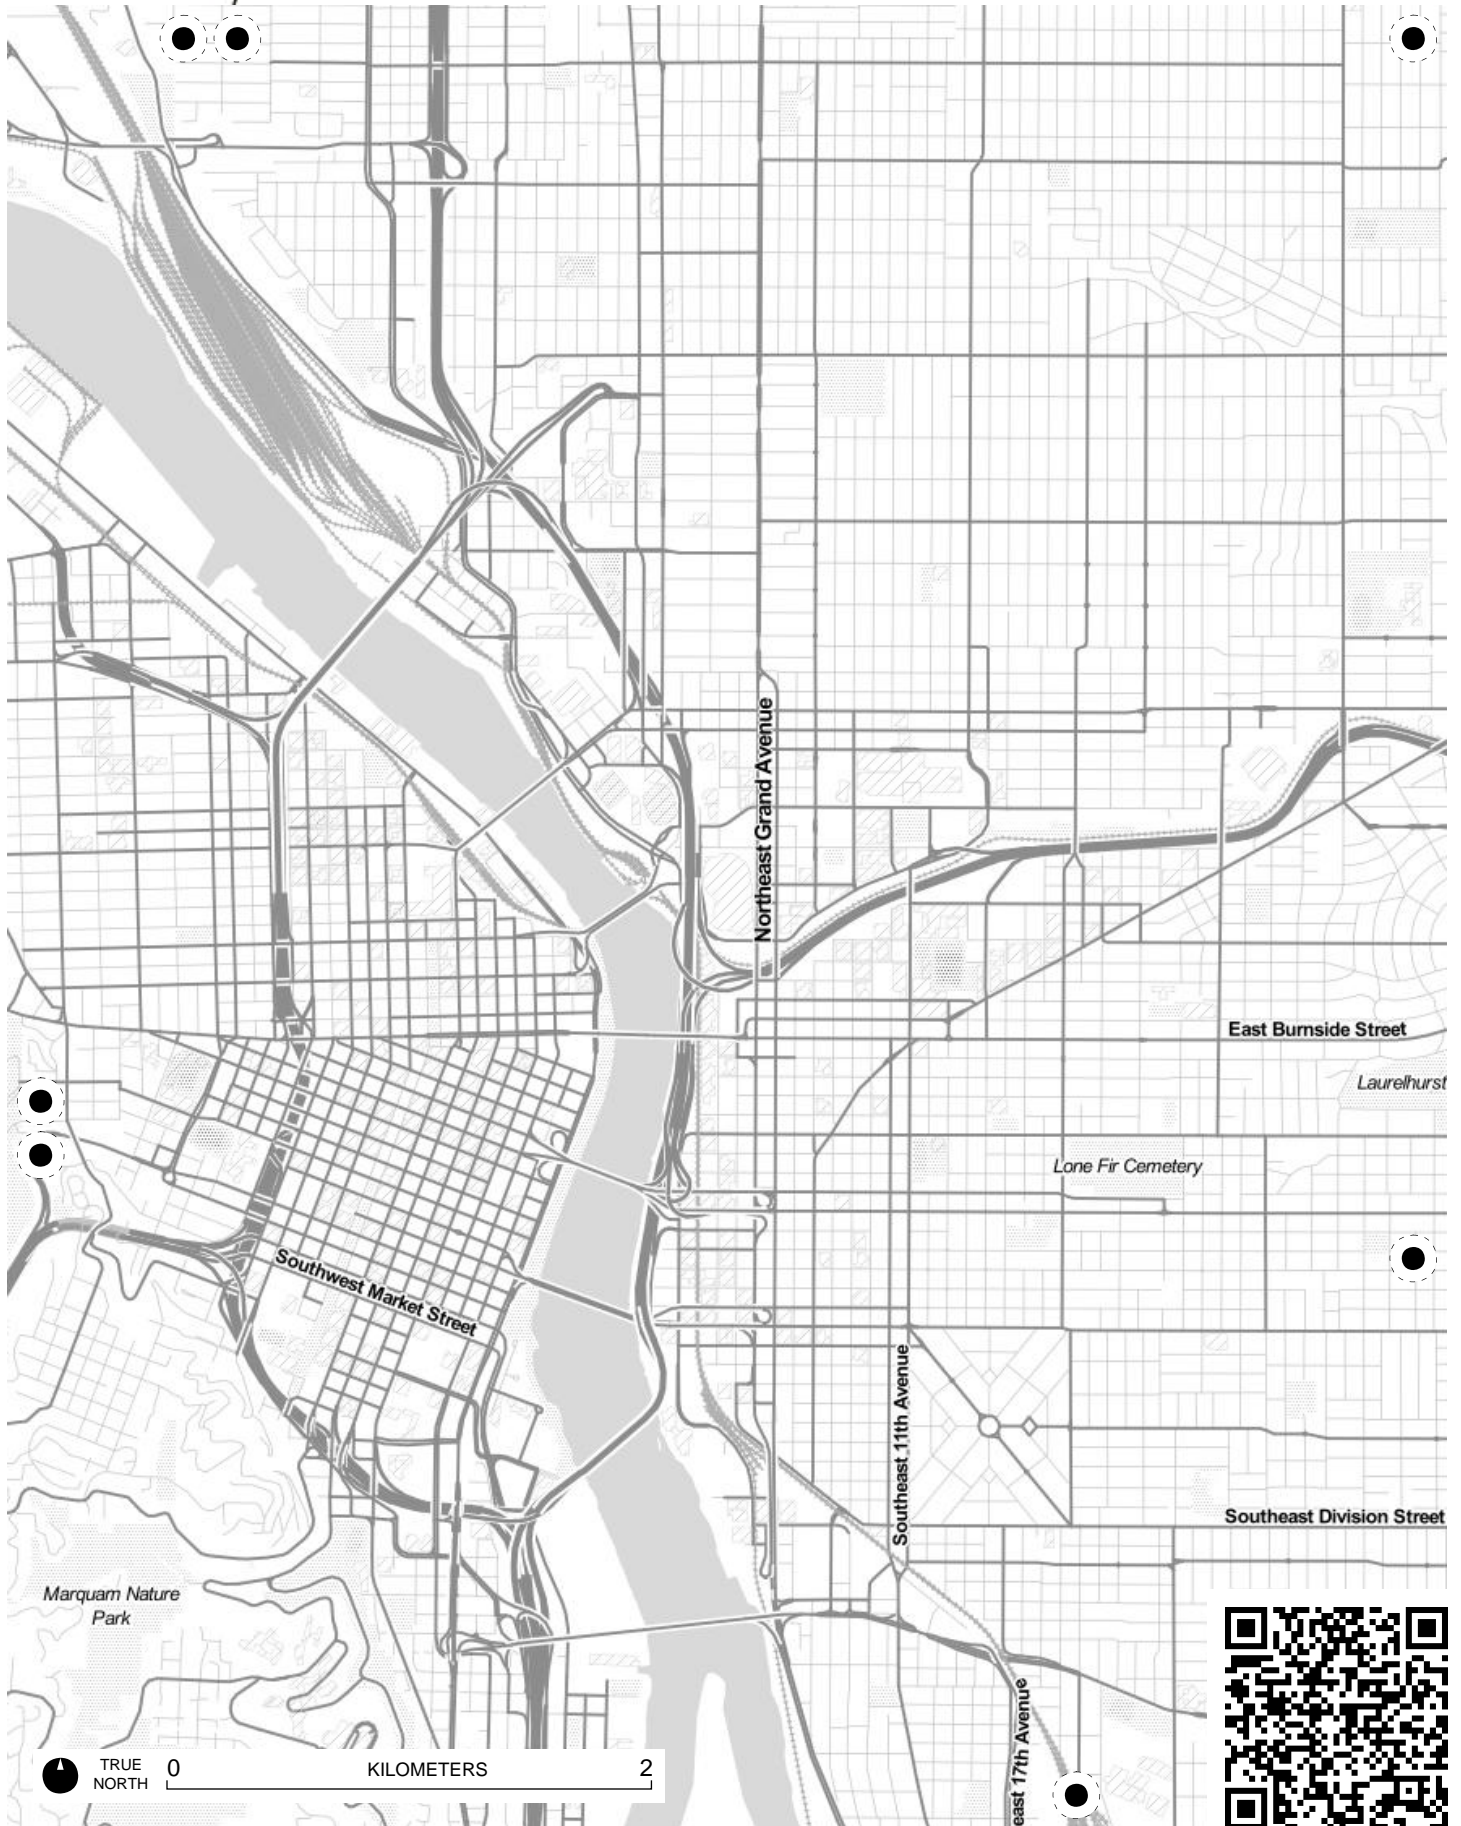 Northeast Grand Avenue
East Burnside Street
Laurelhurst
Lone Fir Cemetery
Southwest Market Street
Southeast 11th Avenue
Southeast Division Street
Marquam Nature
Park
east 17th Avenue
TRUE
NORTH
0
KILOMETERS
2